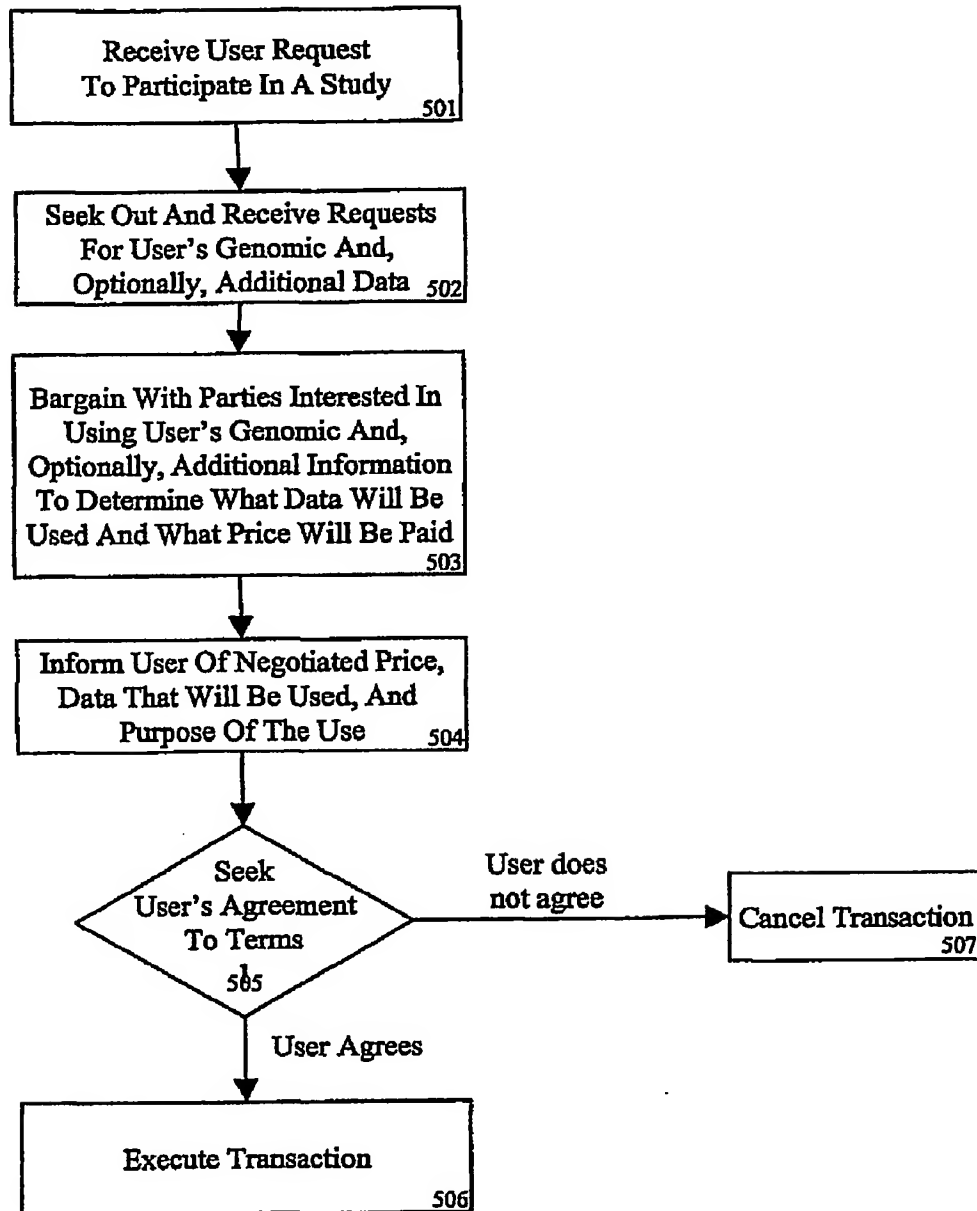 Receive User Request
To Participate In A Study
501
Seek Out And Receive Requests
For User's Genomic And,
Optionally, Additional Data 502
Bargain With Parties Interested In
Using User's Genomic And,
Optionally, Additional Information
To Determine What Data Will Be
Used And What Price Will Be Paid
503
Inform User Of Negotiated Price,
Data That Will Be Used, And
Purpose Of The Use 504
Seek
User's Agreement
To Terms
505
User does
not agree
Cancel Transaction
507
User Agrees
Execute Transaction
506